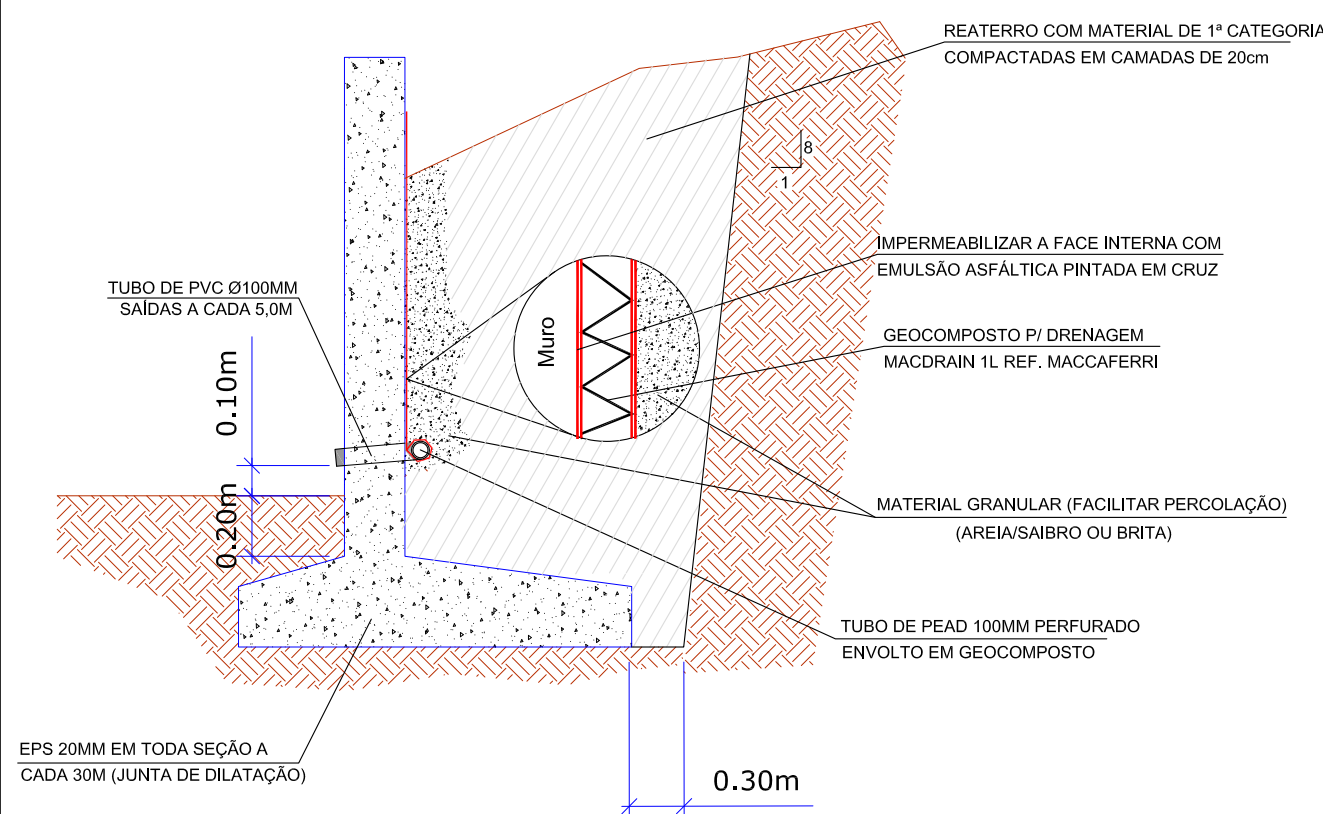 REATERRO COM MATERIAL DE 1ª CATEGORIA
COMPACTADAS EM CAMADAS DE 20cm
8
1
IMPERMEABILIZAR A FACE INTERNA COM
EMULSÃO ASFÁLTICA PINTADA EM CRUZ
TUBO DE PVC Ø100MM
SAÍDAS A CADA 5,0M
Muro
GEOCOMPOSTO P/ DRENAGEM
MACDRAIN 1L REF. MACCAFERRI
0.10m
0.20m
MATERIAL GRANULAR (FACILITAR PERCOLAÇÃO)
(AREIA/SAIBRO OU BRITA)
TUBO DE PEAD 100MM PERFURADO
ENVOLTO EM GEOCOMPOSTO
EPS 20MM EM TODA SEÇÃO A
CADA 30M (JUNTA DE DILATAÇÃO)
0.30m